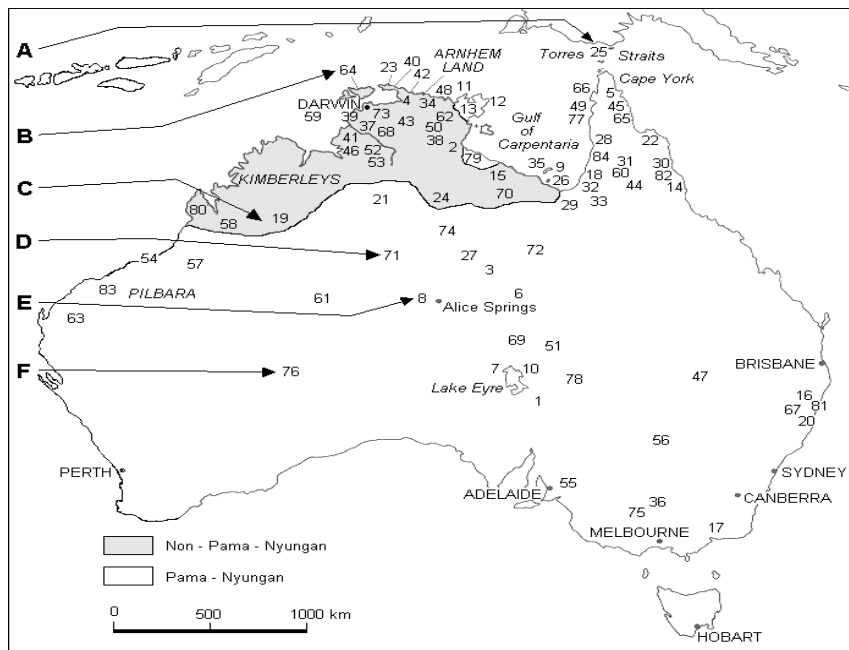 A
25
Torres Straits
Cape York
23 40
42
ARNHEM
LAND
64
B
DARWIN
59 39 73 4 34 48 11
13 12
37 68 43 50 62
38
41
46 52
53
2
79
Gulf
of
Carpentaria
66 5
49 45
77 65
28 22
84 31 30
18 60 82
32 44 14
33
35 9
26
29
15
70
KIMBERLEYS
C
80
58 19
21 24
D
71
74
27
3
72
54
57
83
PILBARA
63
61
E
8
Alice Springs
6
69 51
F
76
7 10
Lake Eyre
1
78
47
BRISBANE
16
67 81
20
56
PERTH
ADELAIDE
55
SYDNEY
CANBERRA
36
75
17
MELBOURNE
Non - Pama - Nyungan
Pama - Nyungan
0 500 1000 km
HOBART